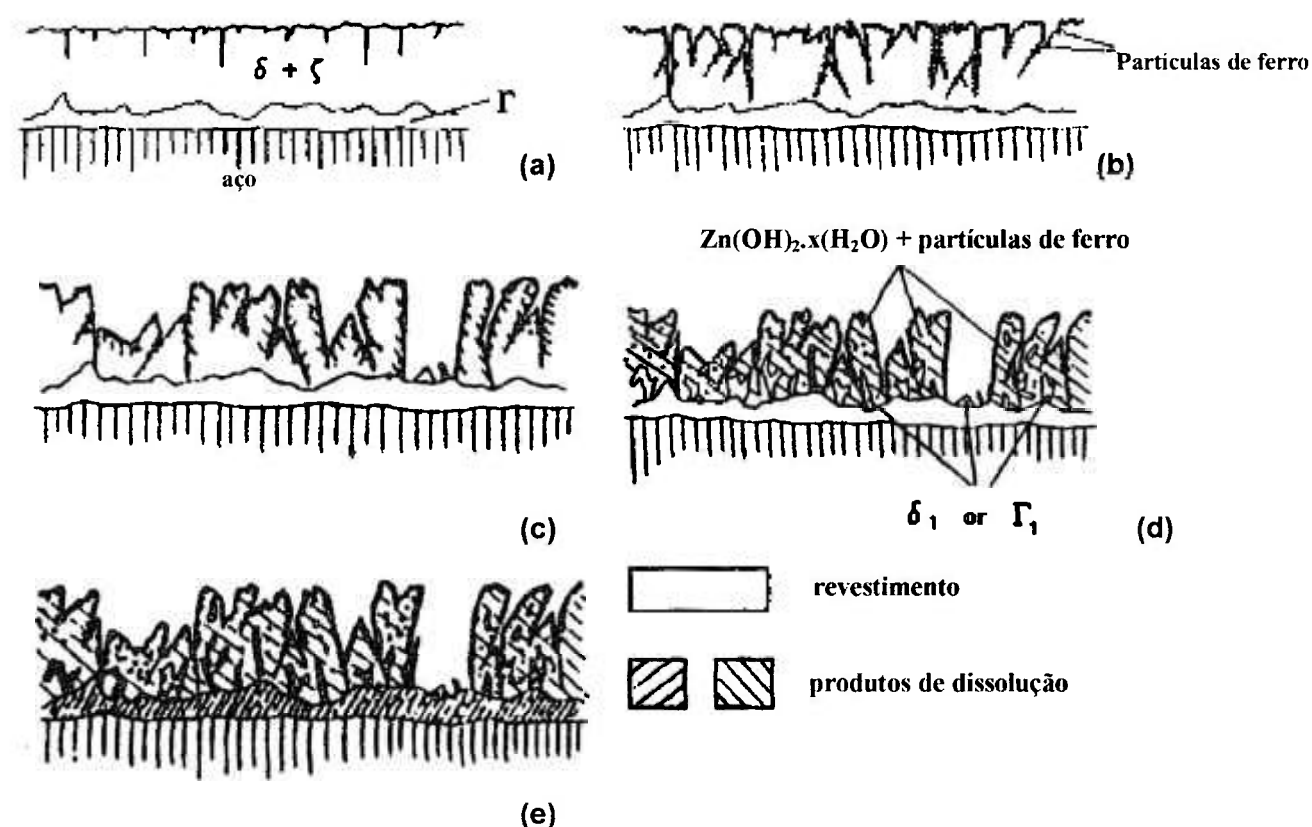 δ + ζ
Γ
aço
(a)
Partículas de ferro
(b)
(c)
Zn(OH)₂.x(H₂O) + partículas de ferro
δ₁ or Γ₁
(d)
revestimento
produtos de dissolução
(e)